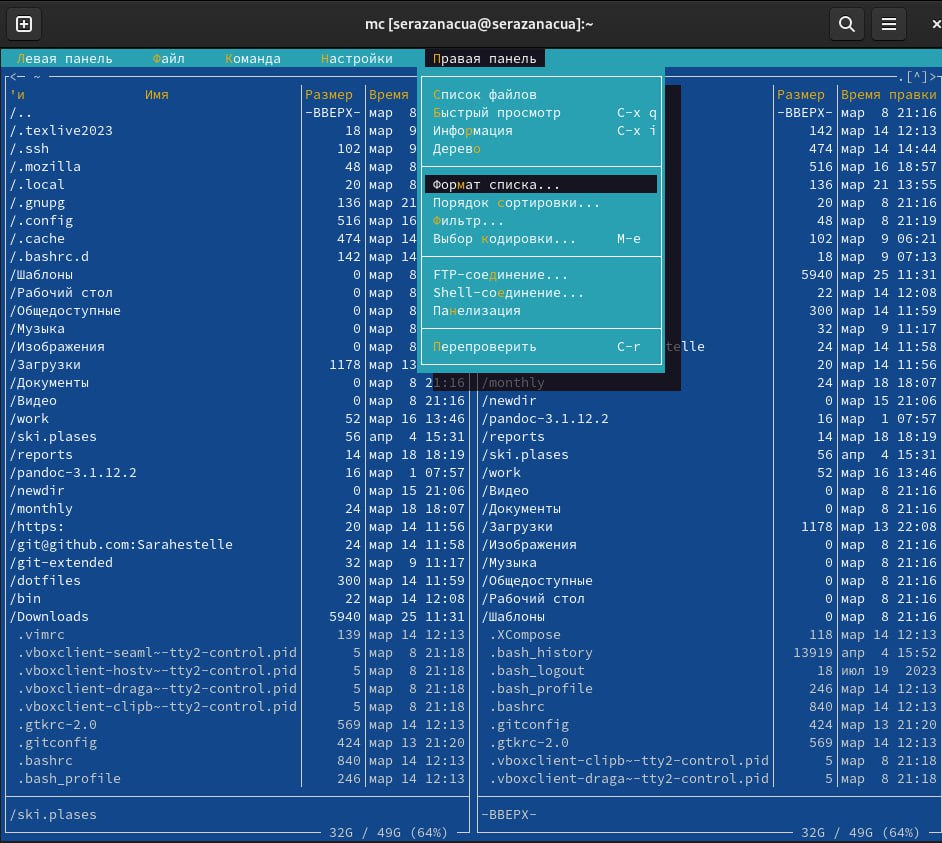 mc [serazanacua@serazanacua]:~
Левая панель Файл Команда Настройки Правая панель
<— ~ .[^]>
'и Имя Размер Время Размер Время правки
/.. -ВВЕРХ- мар 8 -ВВЕРХ- мар 8 21:16
/.texlive2023 18 мар 9 142 мар 14 12:13
/.ssh 102 мар 9 474 мар 14 14:44
/.mozilla 48 мар 8 516 мар 16 18:57
/.local 20 мар 8 136 мар 21 13:55
/.gnupg 136 мар 21 20 мар 8 21:16
/.config 516 мар 16 48 мар 8 21:19
/.cache 474 мар 14 102 мар 9 06:21
/.bashrc.d 142 мар 14 18 мар 9 07:13
/Шаблоны 0 мар 8 5940 мар 25 11:31
/Рабочий стол 0 мар 8 22 мар 14 12:08
/Общедоступные 0 мар 8 300 мар 14 11:59
/Музыка 0 мар 8 32 мар 9 11:17
/Изображения 0 мар 8 telle 24 мар 14 11:58
/Загрузки 1178 мар 13 20 мар 14 11:56
/Документы 0 мар 8 21:16 /monthly 24 мар 18 18:07
/Видео 0 мар 8 21:16 /newdir 0 мар 15 21:06
/work 52 мар 16 13:46 /pandoc-3.1.12.2 16 мар 1 07:57
/ski.plases 56 апр 4 15:31 /reports 14 мар 18 18:19
/reports 14 мар 18 18:19 /ski.plases 56 апр 4 15:31
/pandoc-3.1.12.2 16 мар 1 07:57 /work 52 мар 16 13:46
/newdir 0 мар 15 21:06 /Видео 0 мар 8 21:16
/monthly 24 мар 18 18:07 /Документы 0 мар 8 21:16
/https: 20 мар 14 11:56 /Загрузки 1178 мар 13 22:08
/git@github.com:Sarahestelle 24 мар 14 11:58 /Изображения 0 мар 8 21:16
/git-extended 32 мар 9 11:17 /Музыка 0 мар 8 21:16
/dotfiles 300 мар 14 11:59 /Общедоступные 0 мар 8 21:16
/bin 22 мар 14 12:08 /Рабочий стол 0 мар 8 21:16
/Downloads 5940 мар 25 11:31 /Шаблоны 0 мар 8 21:16
.vimrc 139 мар 14 12:13 .XCompose 118 мар 14 12:13
.vboxclient-seaml~-tty2-control.pid 5 мар 8 21:18 .bash_history 13919 апр 4 15:52
.vboxclient-hostv~-tty2-control.pid 5 мар 8 21:18 .bash_logout 18 июл 19 2023
.vboxclient-draga~-tty2-control.pid 5 мар 8 21:18 .bash_profile 246 мар 14 12:13
.vboxclient-clipb~-tty2-control.pid 5 мар 8 21:18 .bashrc 840 мар 14 12:13
.gtkrc-2.0 569 мар 14 12:13 .gitconfig 424 мар 13 21:20
.gitconfig 424 мар 13 21:20 .gtkrc-2.0 569 мар 14 12:13
.bashrc 840 мар 14 12:13 .vboxclient-clipb~-tty2-control.pid 5 мар 8 21:18
.bash_profile 246 мар 14 12:13 .vboxclient-draga~-tty2-control.pid 5 мар 8 21:18
/ski.plases -ВВЕРХ-
32G / 49G (64%) 32G / 49G (64%)
Список файлов
Быстрый просмотр C-x q
Информация C-x i
Дерево
Формат списка...
Порядок сортировки...
Фильтр...
Выбор кодировки... M-e
FTP-соединение...
Shell-соединение...
Панелизация
Перепроверить C-r